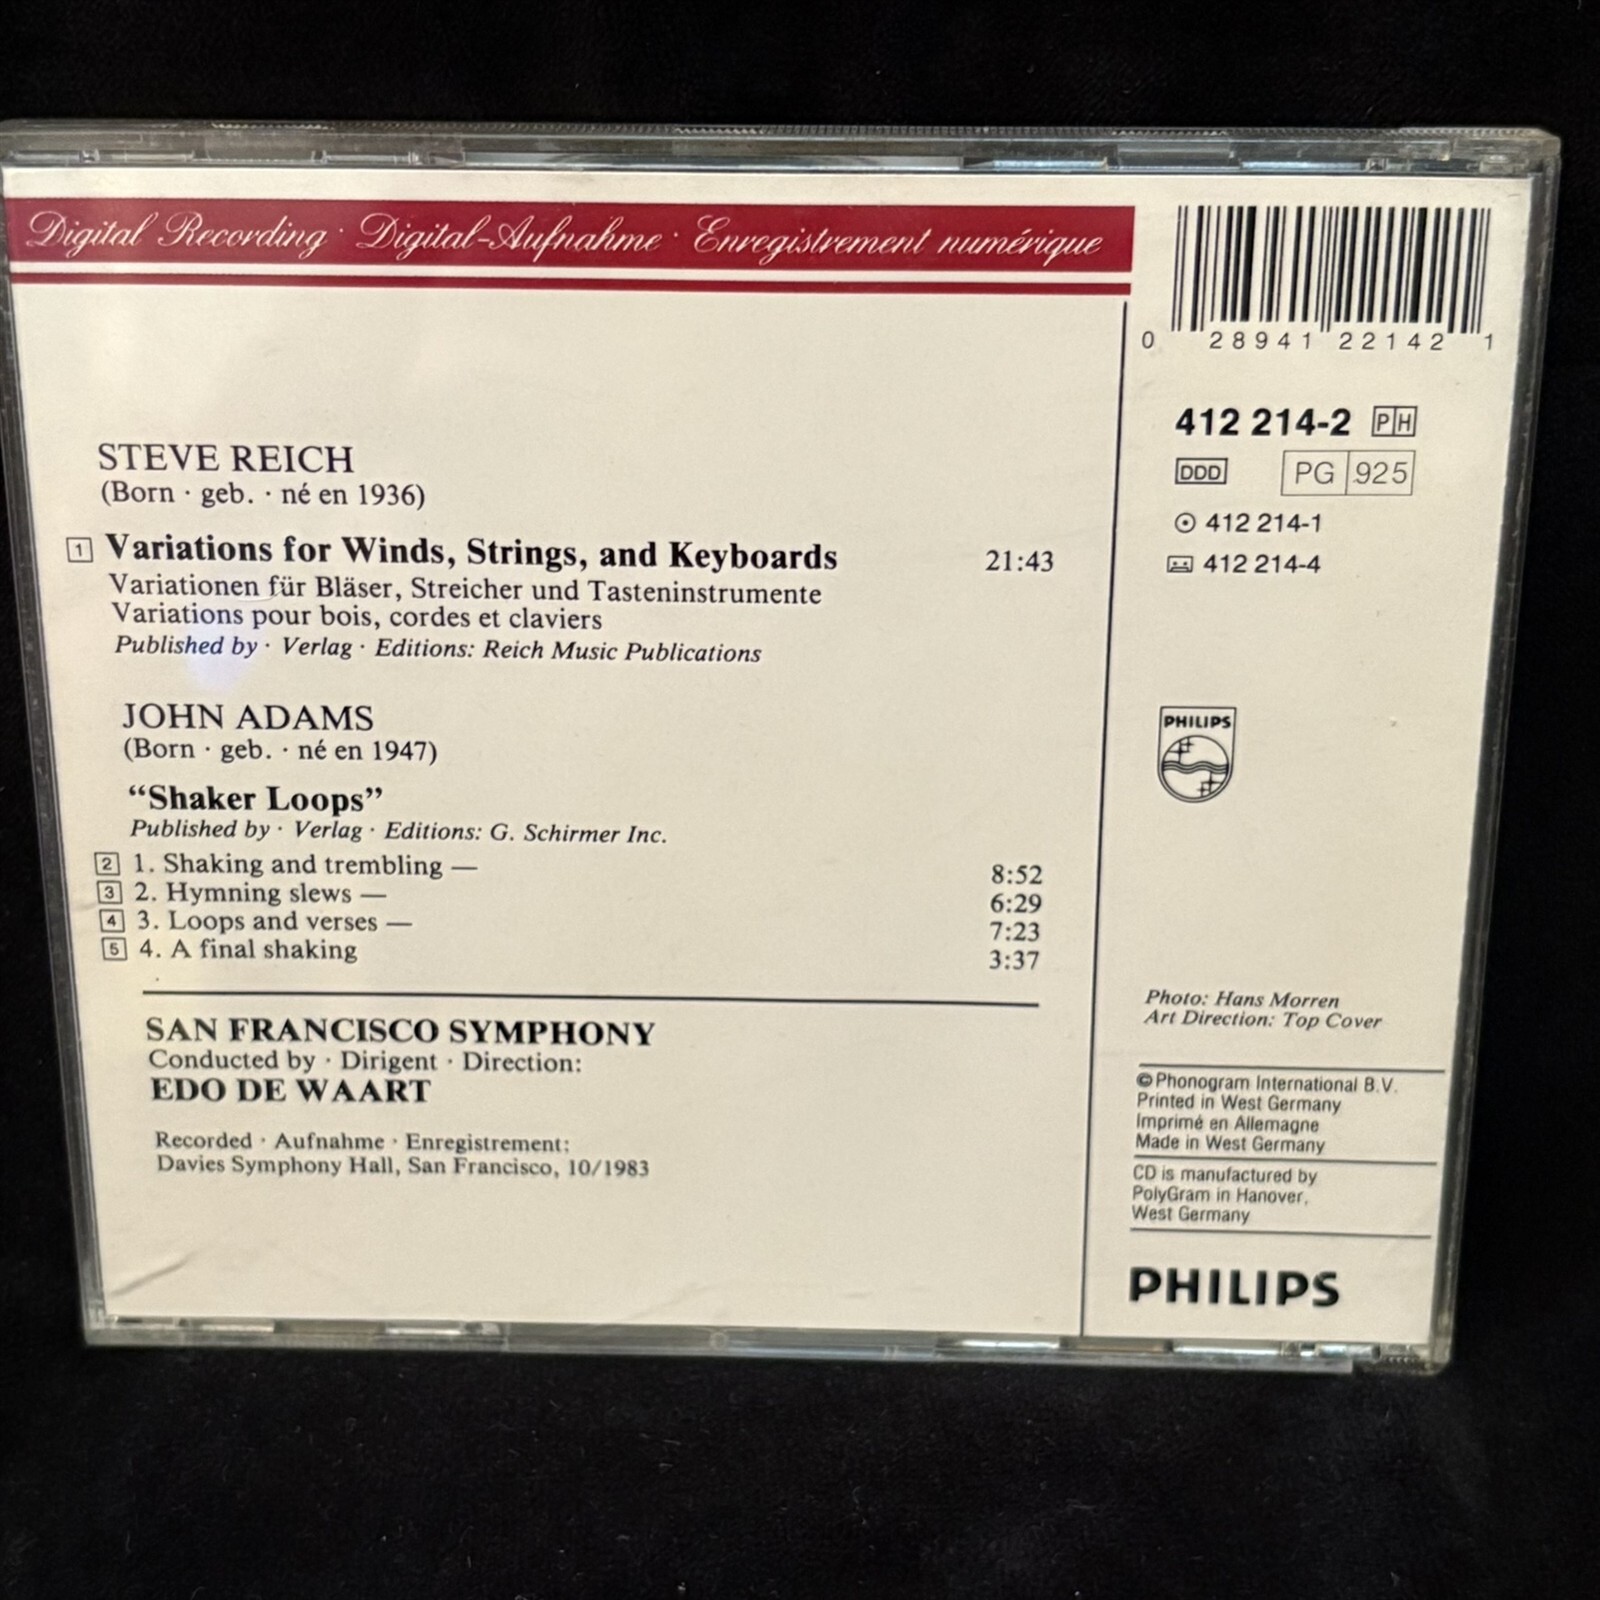 Digital Recording · Digital-Aufnahme · Enregistrement numérique
STEVE REICH
(Born · geb. · né en 1936)
1 Variations for Winds, Strings, and Keyboards 21:43
Variationen für Bläser, Streicher und Tasteninstrumente
Variations pour bois, cordes et claviers
Published by · Verlag · Editions: Reich Music Publications
JOHN ADAMS
(Born · geb. · né en 1947)
“Shaker Loops”
Published by · Verlag · Editions: G. Schirmer Inc.
2 1. Shaking and trembling — 8:52
3 2. Hymning slews — 6:29
4 3. Loops and verses — 7:23
5 4. A final shaking 3:37
SAN FRANCISCO SYMPHONY
Conducted by · Dirigent · Direction:
EDO DE WAART
Recorded · Aufnahme · Enregistrement:
Davies Symphony Hall, San Francisco, 10/1983
0 28941 22142 1
412 214-2 PH
DDD PG 925
412 214-1
412 214-4
PHILIPS
Photo: Hans Morren
Art Direction: Top Cover
© Phonogram International B.V.
Printed in West Germany
Imprimé en Allemagne
Made in West Germany
CD is manufactured by
PolyGram in Hanover,
West Germany
PHILIPS